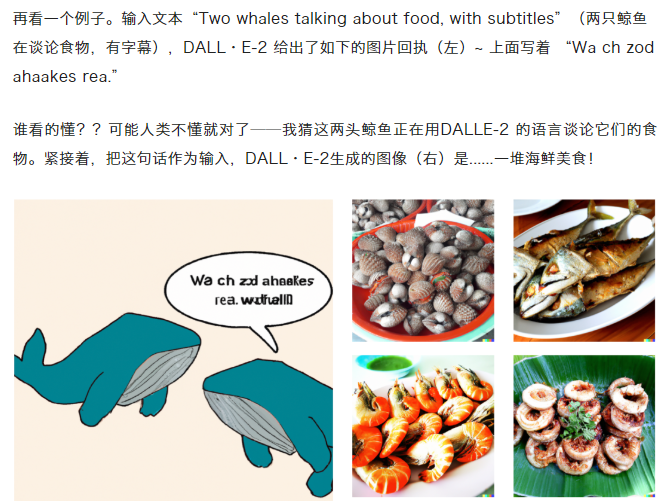 再看一个例子。输入文本“Two whales talking about food, with subtitles”（两只鲸鱼
在谈论食物，有字幕），DALL·E-2 给出了如下的图片回执（左）~ 上面写着 “Wa ch zod
ahaakes rea.”
谁看的懂？？可能人类不懂就对了——我猜这两头鲸鱼正在用DALLE-2 的语言谈论它们的食
物。紧接着，把这句话作为输入，DALL·E-2生成的图像（右）是......一堆海鲜美食！
Wa ch zod ahaakes
rea.